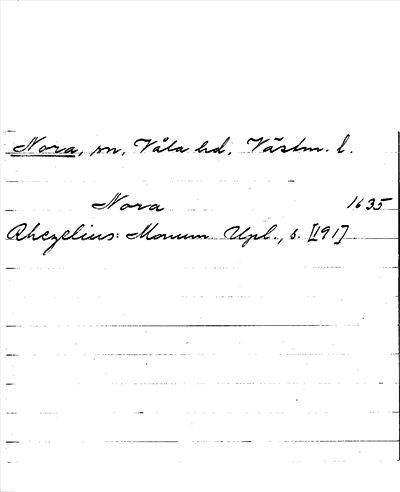 Nora, sn, Våla hd. Västm. l.
Nora 1635
Rhezelius: Monum. Upl., s. [191]